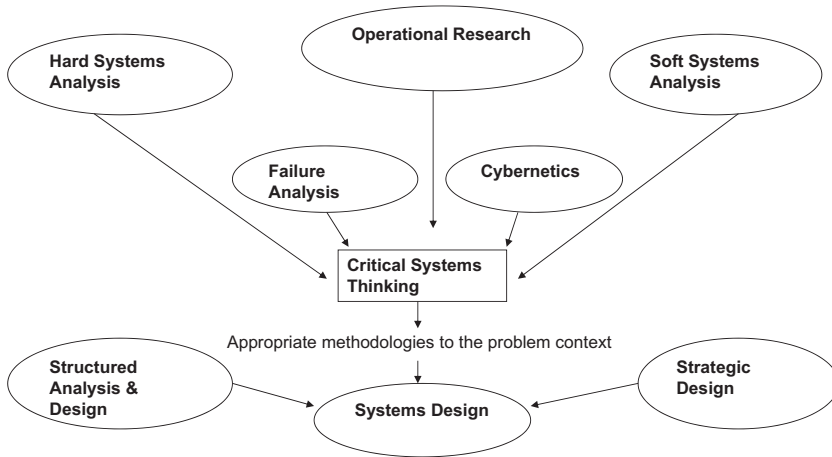 Operational Research
Hard Systems
Analysis
Soft Systems
Analysis
Failure
Analysis
Cybernetics
Critical Systems
Thinking
Appropriate methodologies to the problem context
Structured
Analysis &
Design
Strategic
Design
Systems Design